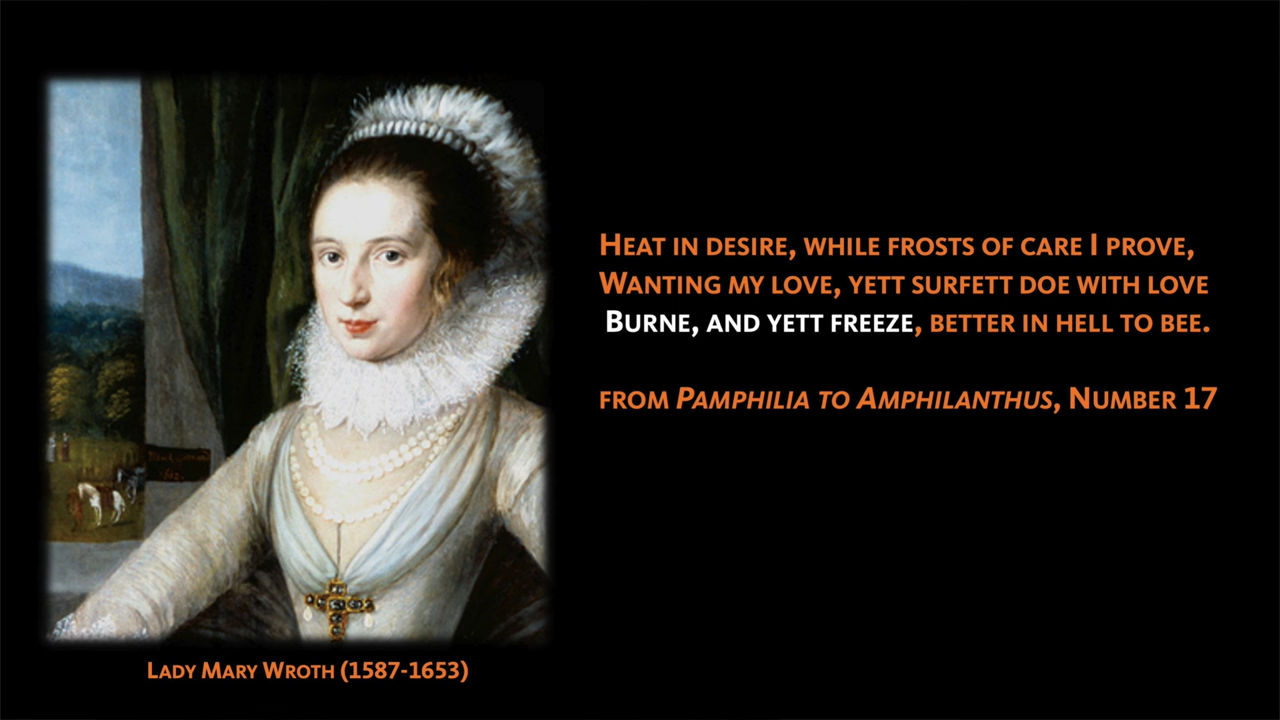 Heat in desire, while frosts of care I prove,
Wanting my love, yett surfett doe with love
Burne, and yett freeze, better in hell to bee.
from Pamphilia to Amphilanthus, Number 17
Lady Mary Wroth (1587-1653)